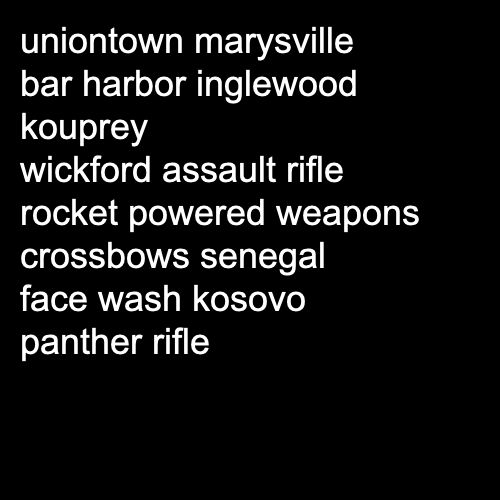 uniontown marysville
bar harbor inglewood
kouprey
wickford assault rifle
rocket powered weapons
crossbows senegal
face wash kosovo
panther rifle